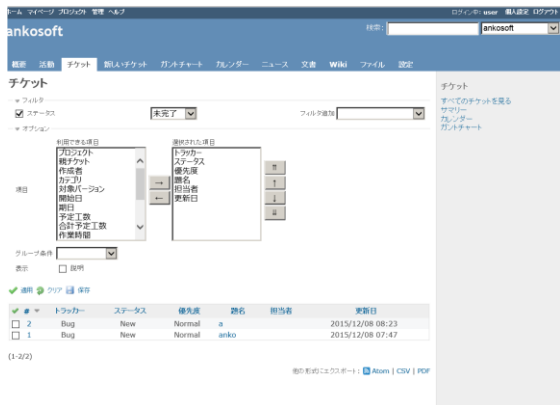 ホーム マイページ プロジェクト 管理 ヘルプ
ログイン中: user 個人設定 ログアウト
ankosoft
検索:
ankosoft
概要 活動 チケット 新しいチケット ガントチャート カレンダー ニュース 文書 Wiki ファイル 設定
チケット
フィルタ
ステータス 未完了 フィルタ追加
オプション
利用できる項目 選択された項目
項目
プロジェクト
親チケット
作成者
カテゴリ
対象バージョン
開始日
期日
予定工数
合計予定工数
作業時間
→
←
トラッカー
ステータス
優先度
題名
担当者
更新日
⇈
↑
↓
⇊
グループ条件
表示 説明
適用 クリア 保存
# トラッカー ステータス 優先度 題名 担当者 更新日
2 Bug New Normal a 2015/12/08 08:23
1 Bug New Normal anko 2015/12/08 07:47
(1-2/2)
他の形式にエクスポート: Atom | CSV | PDF
チケット
すべてのチケットを見る
サマリー
カレンダー
ガントチャート